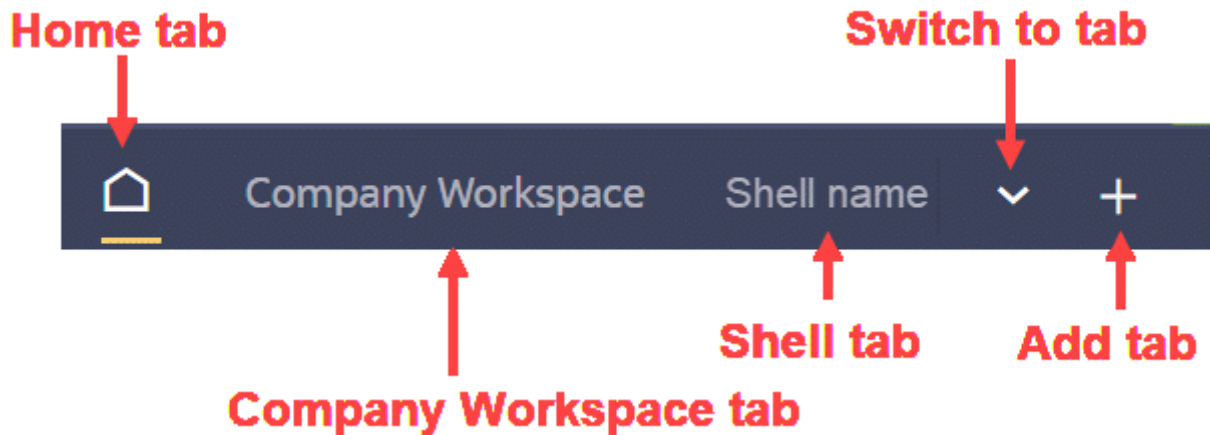 Home tab
Switch to tab
Company Workspace
Shell name
Shell tab
Add tab
Company Workspace tab